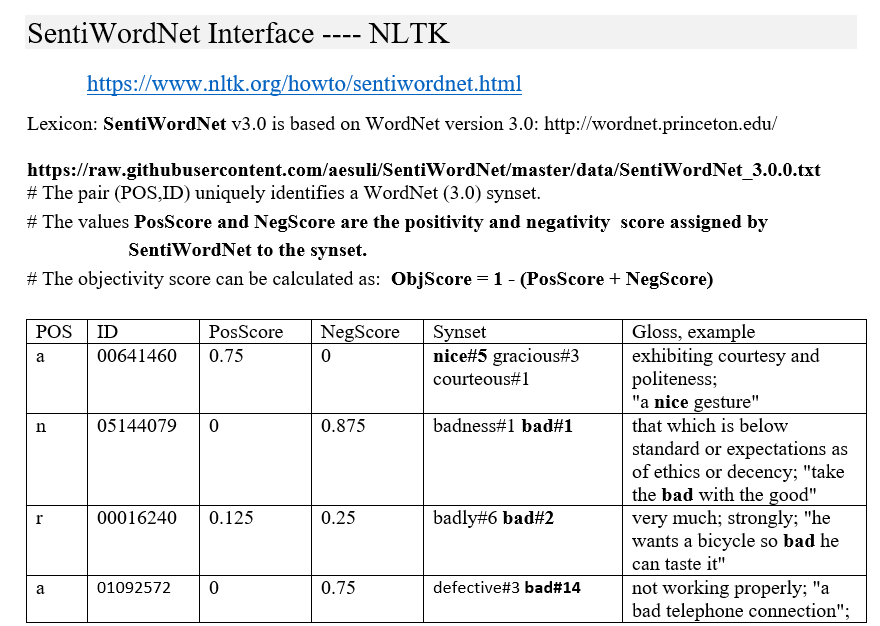 SentiWordNet Interface ---- NLTK
https://www.nltk.org/howto/sentiwordnet.html
Lexicon: SentiWordNet v3.0 is based on WordNet version 3.0: http://wordnet.princeton.edu/
https://raw.githubusercontent.com/aesuli/SentiWordNet/master/data/SentiWordNet_3.0.0.txt
# The pair (POS,ID) uniquely identifies a WordNet (3.0) synset.
# The values PosScore and NegScore are the positivity and negativity score assigned by
SentiWordNet to the synset.
# The objectivity score can be calculated as: ObjScore = 1 - (PosScore + NegScore)
POS ID PosScore NegScore Synset Gloss, example
a 00641460 0.75 0 nice#5 gracious#3 exhibiting courtesy and
courteous#1 politeness;
"a nice gesture"
n 05144079 0 0.875 badness#1 bad#1 that which is below
standard or expectations as
of ethics or decency; "take
the bad with the good"
r 00016240 0.125 0.25 badly#6 bad#2 very much; strongly; "he
wants a bicycle so bad he
can taste it"
a 01092572 0 0.75 defective#3 bad#14 not working properly; "a
bad telephone connection";